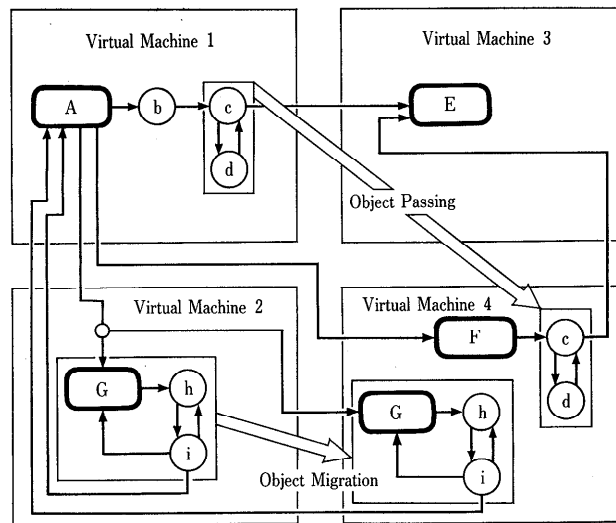 Virtual Machine 1
Virtual Machine 3
A
b
c
E
d
Object Passing
Virtual Machine 2
Virtual Machine 4
F
c
G
h
d
G
h
i
i
Object Migration